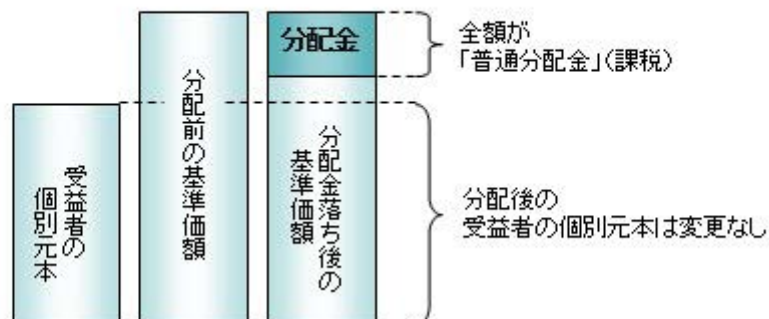 受益者の
個別元本
分配前の基準価額
分配金
分配金落ち後の
基準価額
全額が
「普通分配金」(課税)
分配後の
受益者の個別元本は変更なし